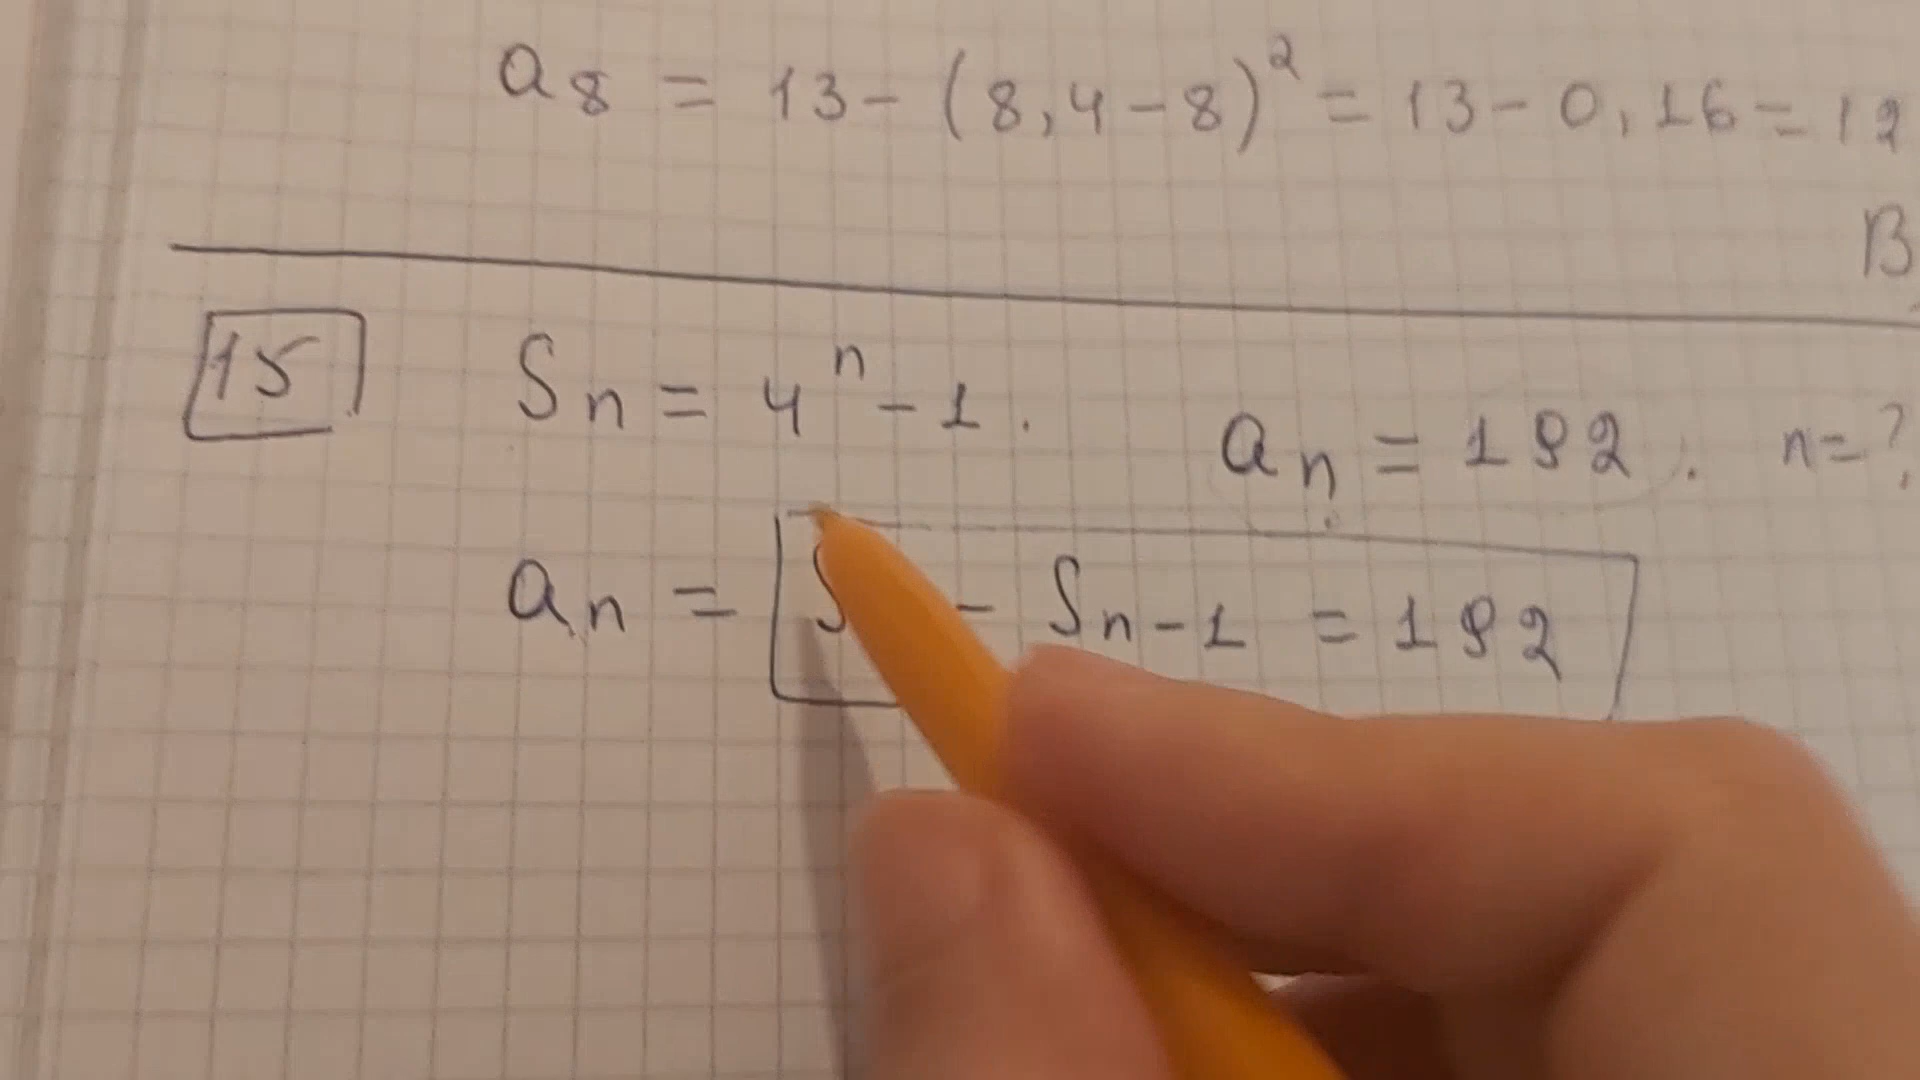 a₈ = 13 - (8,4 - 8)² = 13 - 0,16 = 12
B
15 Sₙ = 4ⁿ - 1. aₙ = 192. n = ?
aₙ = S - Sₙ₋₁ = 192